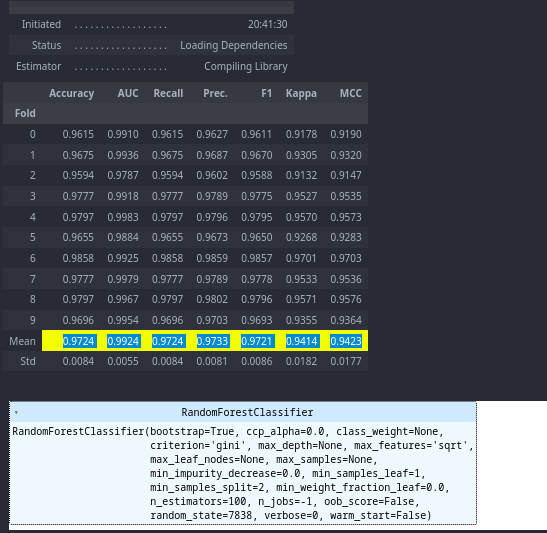 Initiated .................. 20:41:30
Status .................. Loading Dependencies
Estimator .................. Compiling Library
Accuracy AUC Recall Prec. F1 Kappa MCC
Fold
0 0.9615 0.9910 0.9615 0.9627 0.9611 0.9178 0.9190
1 0.9675 0.9936 0.9675 0.9687 0.9670 0.9305 0.9320
2 0.9594 0.9787 0.9594 0.9602 0.9588 0.9132 0.9147
3 0.9777 0.9918 0.9777 0.9789 0.9775 0.9527 0.9535
4 0.9797 0.9983 0.9797 0.9796 0.9795 0.9570 0.9573
5 0.9655 0.9884 0.9655 0.9673 0.9650 0.9268 0.9283
6 0.9858 0.9925 0.9858 0.9859 0.9857 0.9701 0.9703
7 0.9777 0.9979 0.9777 0.9789 0.9778 0.9533 0.9536
8 0.9797 0.9967 0.9797 0.9802 0.9796 0.9571 0.9576
9 0.9696 0.9954 0.9696 0.9703 0.9693 0.9355 0.9364
Mean 0.9724 0.9924 0.9724 0.9733 0.9721 0.9414 0.9423
Std 0.0084 0.0055 0.0084 0.0081 0.0086 0.0182 0.0177
RandomForestClassifier
RandomForestClassifier(bootstrap=True, ccp_alpha=0.0, class_weight=None,
criterion='gini', max_depth=None, max_features='sqrt',
max_leaf_nodes=None, max_samples=None,
min_impurity_decrease=0.0, min_samples_leaf=1,
min_samples_split=2, min_weight_fraction_leaf=0.0,
n_estimators=100, n_jobs=-1, oob_score=False,
random_state=7838, verbose=0, warm_start=False)